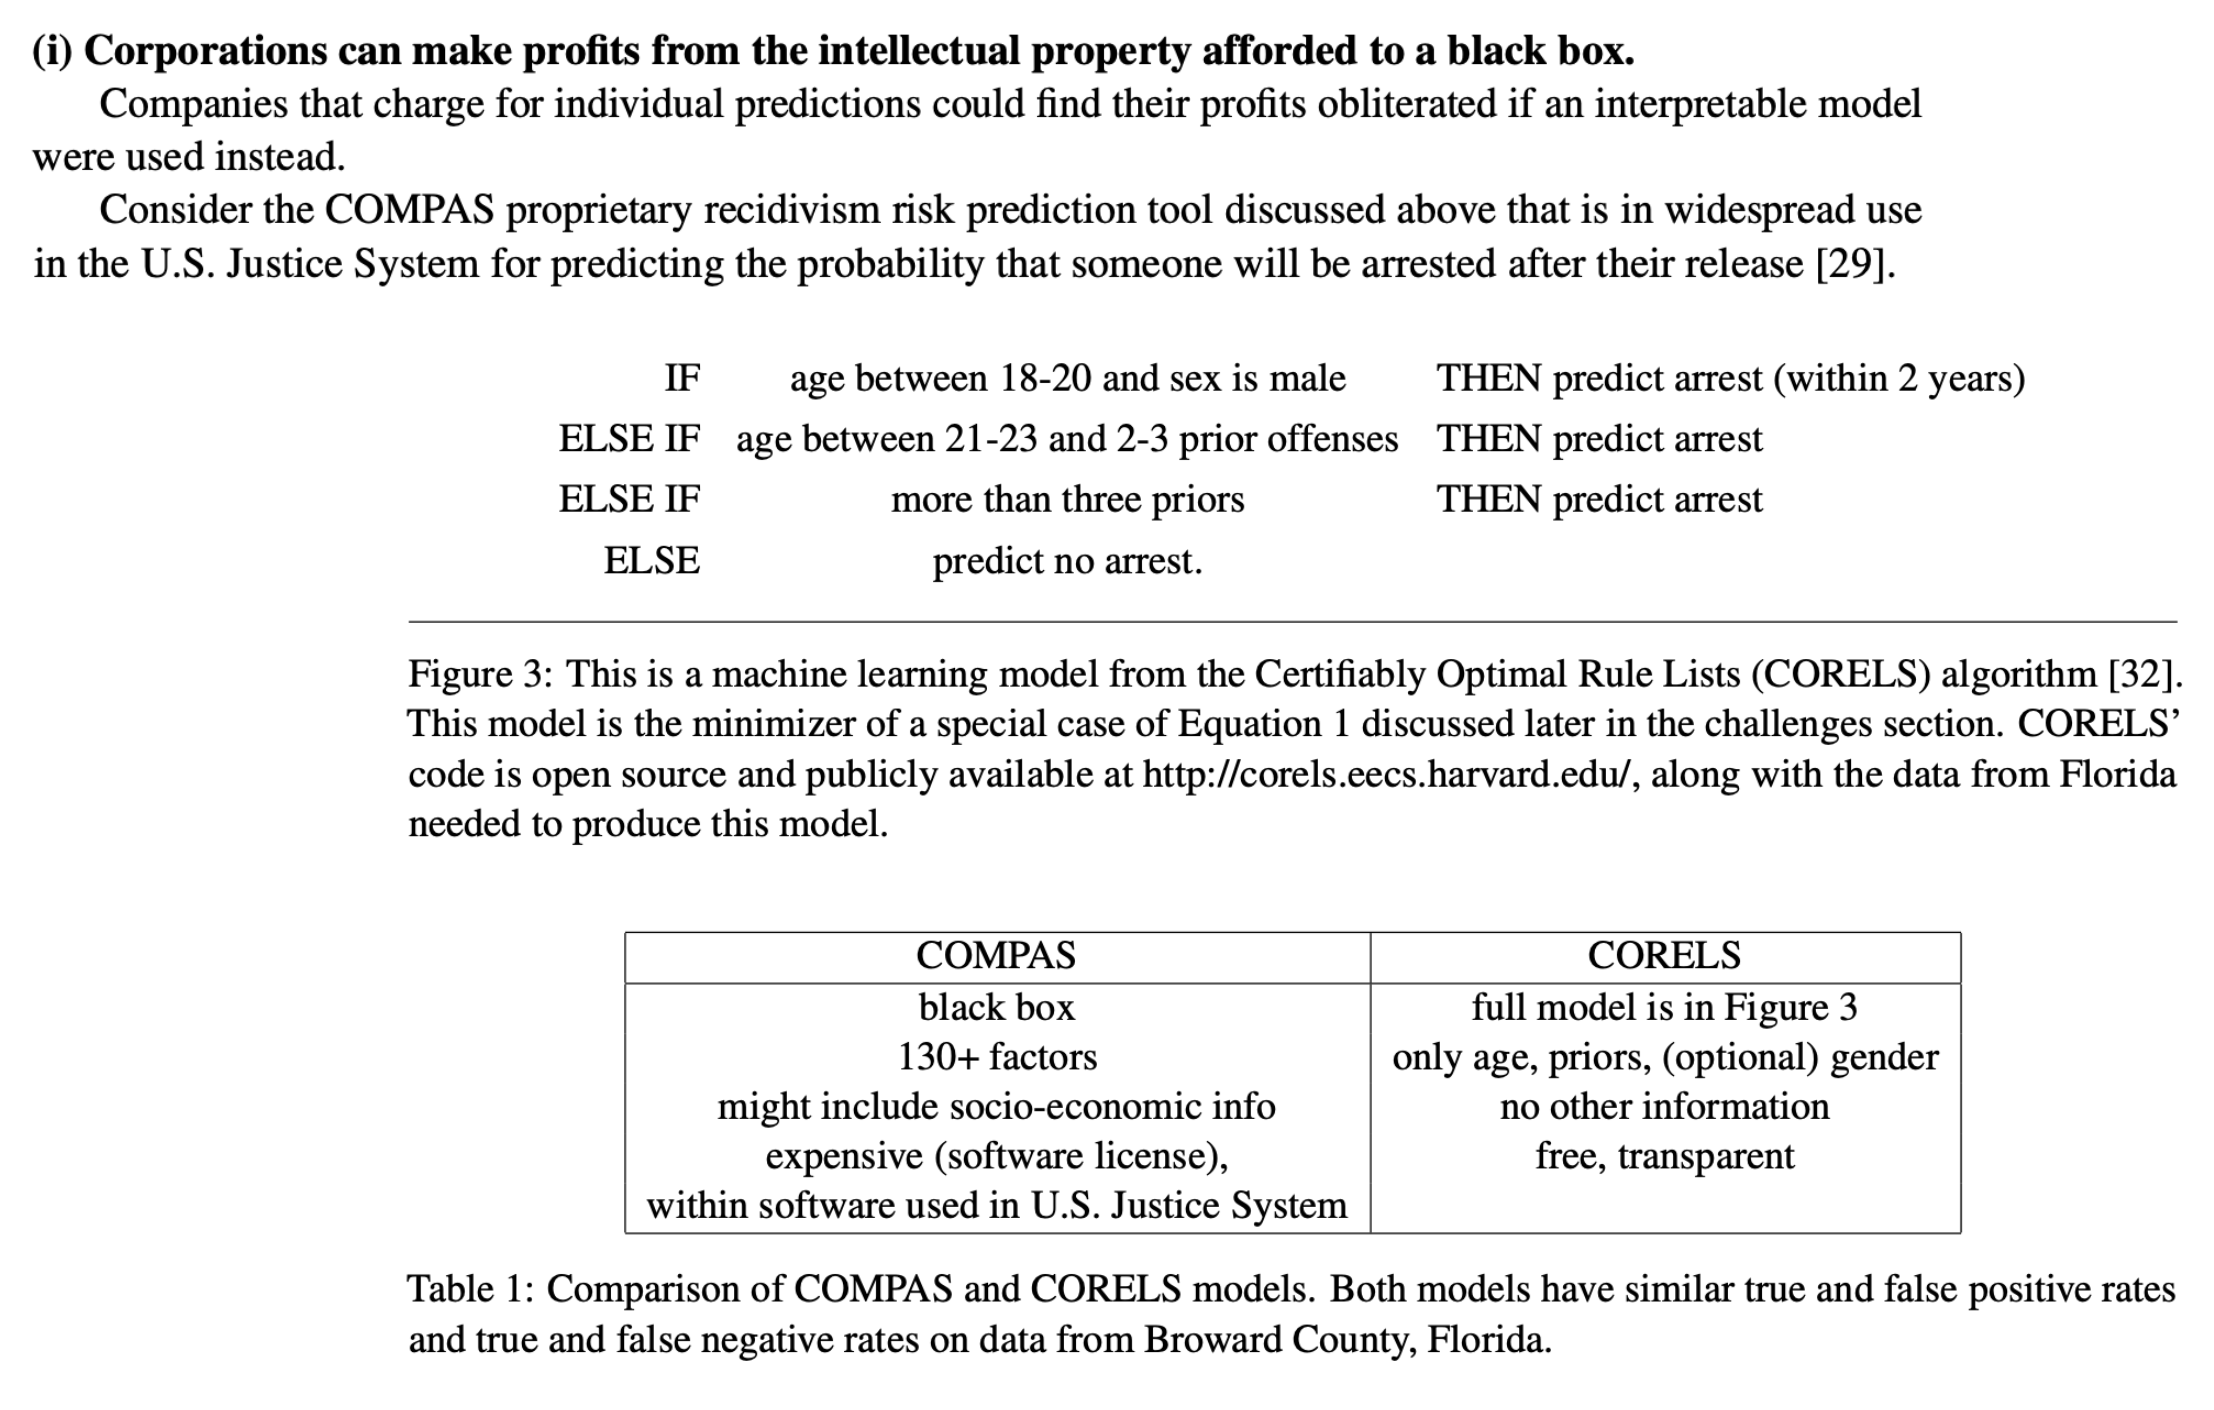 (i) Corporations can make profits from the intellectual property afforded to a black box.
Companies that charge for individual predictions could find their profits obliterated if an interpretable model
were used instead.
Consider the COMPAS proprietary recidivism risk prediction tool discussed above that is in widespread use
in the U.S. Justice System for predicting the probability that someone will be arrested after their release [29].
IF age between 18-20 and sex is male THEN predict arrest (within 2 years)
ELSE IF age between 21-23 and 2-3 prior offenses THEN predict arrest
ELSE IF more than three priors THEN predict arrest
ELSE predict no arrest.
Figure 3: This is a machine learning model from the Certifiably Optimal Rule Lists (CORELS) algorithm [32].
This model is the minimizer of a special case of Equation 1 discussed later in the challenges section. CORELS’
code is open source and publicly available at http://corels.eecs.harvard.edu/, along with the data from Florida
needed to produce this model.
COMPAS CORELS
black box full model is in Figure 3
130+ factors only age, priors, (optional) gender
might include socio-economic info no other information
expensive (software license), free, transparent
within software used in U.S. Justice System
Table 1: Comparison of COMPAS and CORELS models. Both models have similar true and false positive rates
and true and false negative rates on data from Broward County, Florida.